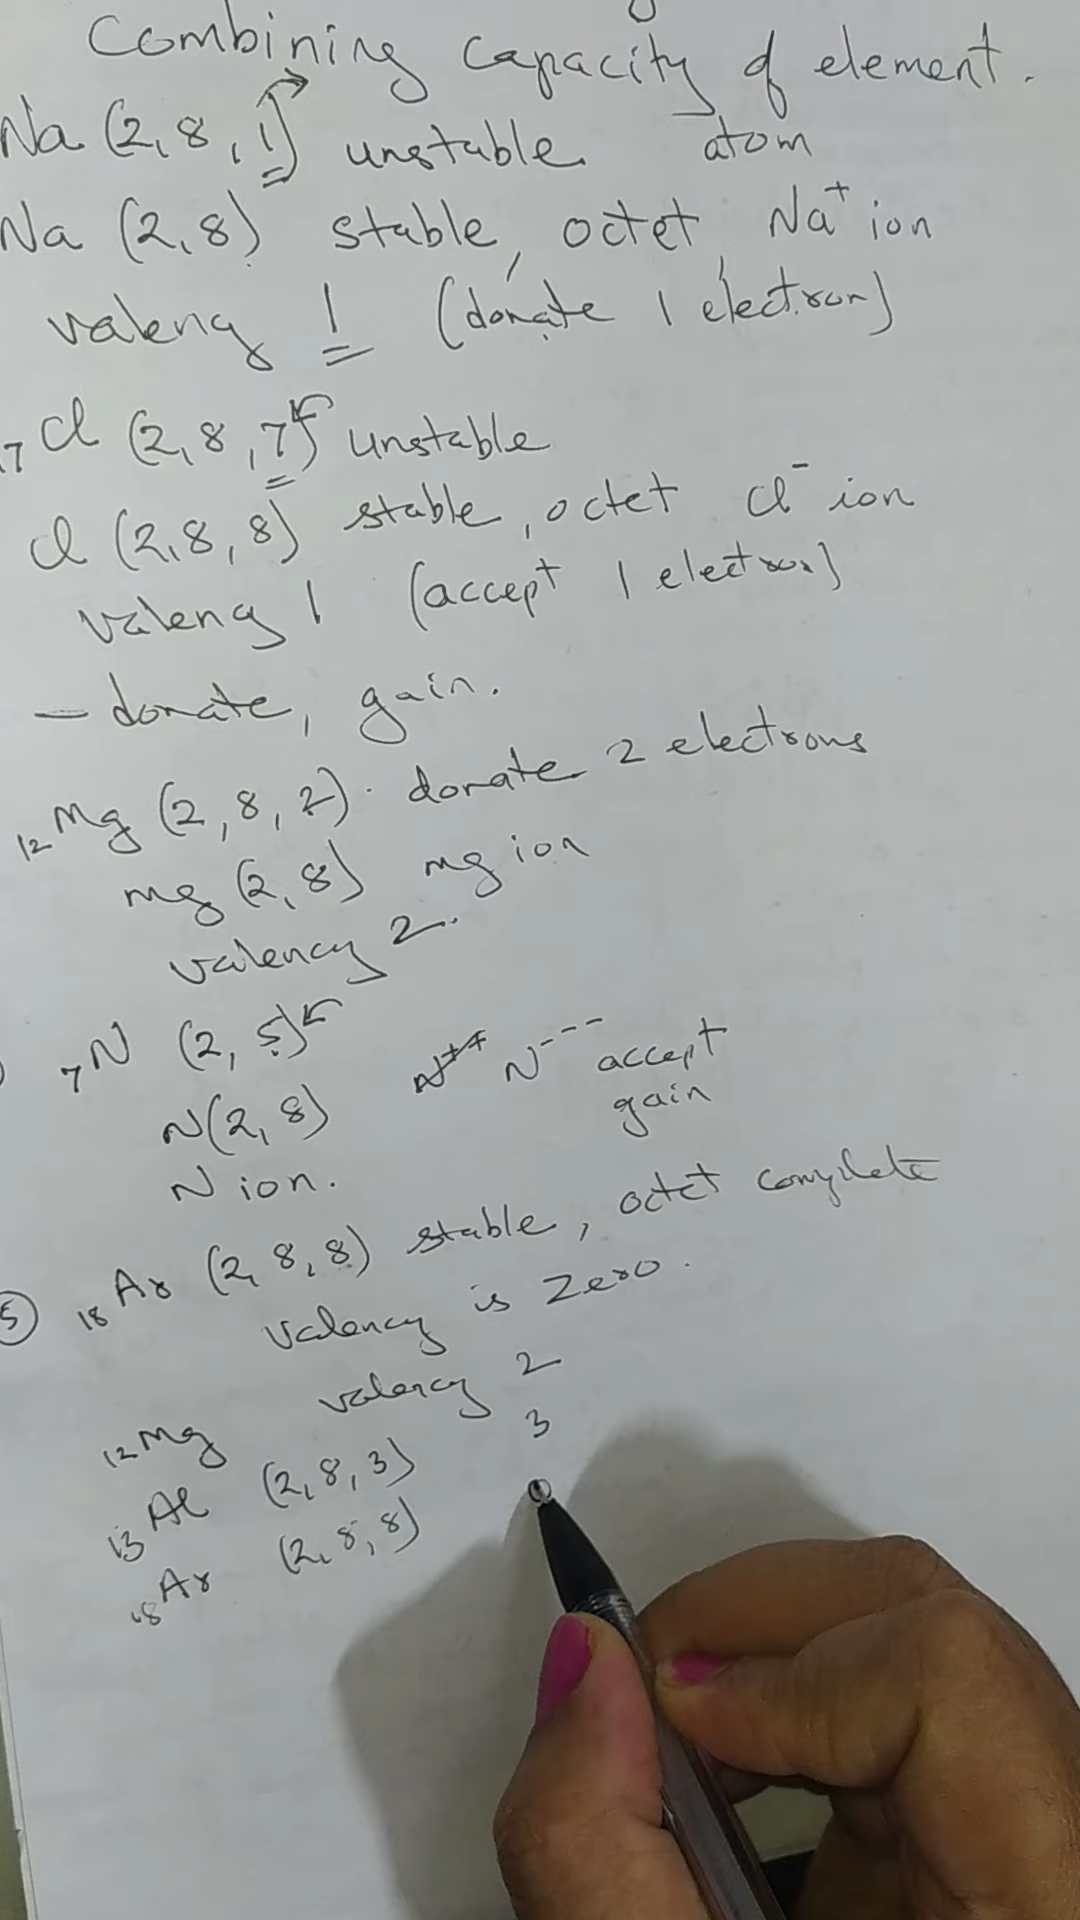 Combining capacity of element.
Na (2,8,1) unstable atom
Na (2,8) stable, octet, Na+ ion
valency 1 (donate 1 electron)
17 Cl (2,8,7) unstable
Cl (2,8,8) stable, octet Cl- ion
valency 1 (accept 1 electron)
— donate, gain.
12 Mg (2,8,2). donate 2 electrons
Mg (2,8) Mg ion
valency 2.
7 N (2,5)
N(2,8) N--- accept
gain
N ion.
5 18 Ar (2,8,8) stable, octet complete
valency is zero.
12 Mg valency 2
13 Al (2,8,3) 3
18 Ar (2,8,8) 0